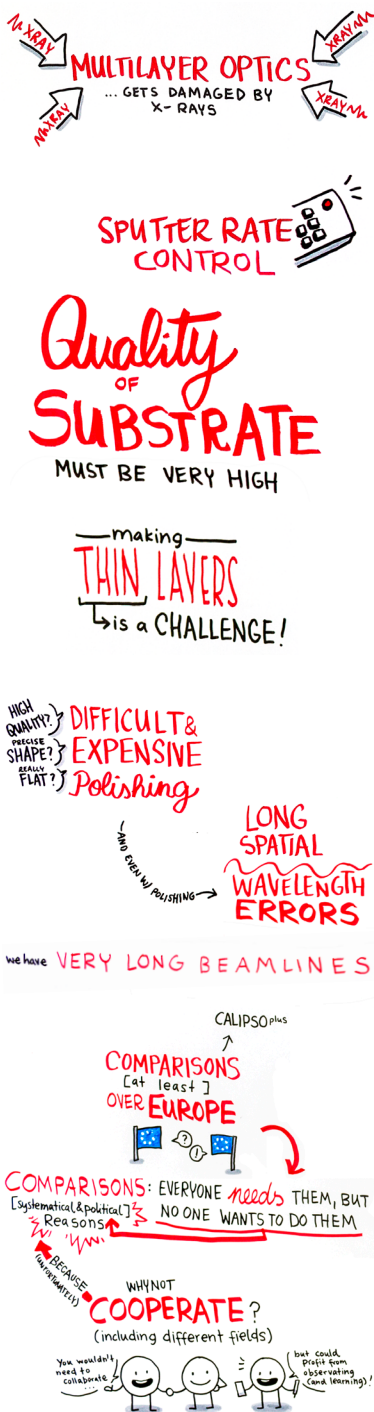 XRAY
XRAY
MULTILAYER OPTICS
... GETS DAMAGED BY
X-RAYS
XRAY
XRAY
SPUTTER RATE
CONTROL
Quality
OF
SUBSTRATE
MUST BE VERY HIGH
making
THIN LAYERS
is a CHALLENGE!
HIGH
QUALITY?
PRECISE
SHAPE?
REALLY
FLAT?
DIFFICULT &
EXPENSIVE
Polishing
AND EVEN W/ POLISHING
LONG
SPATIAL
WAVELENGTH
ERRORS
we have VERY LONG BEAMLINES
CALIPSOplus
COMPARISONS
[at least]
OVER EUROPE
? !
COMPARISONS: EVERYONE needs THEM, BUT
NO ONE WANTS TO DO THEM
[systematical & political]
Reasons
BECAUSE
(UNFORTUNATELY)
WHY NOT
COOPERATE?
(including different fields)
You wouldn't
need to
collaborate
...
but could
Profit from
observating
(and learning)!